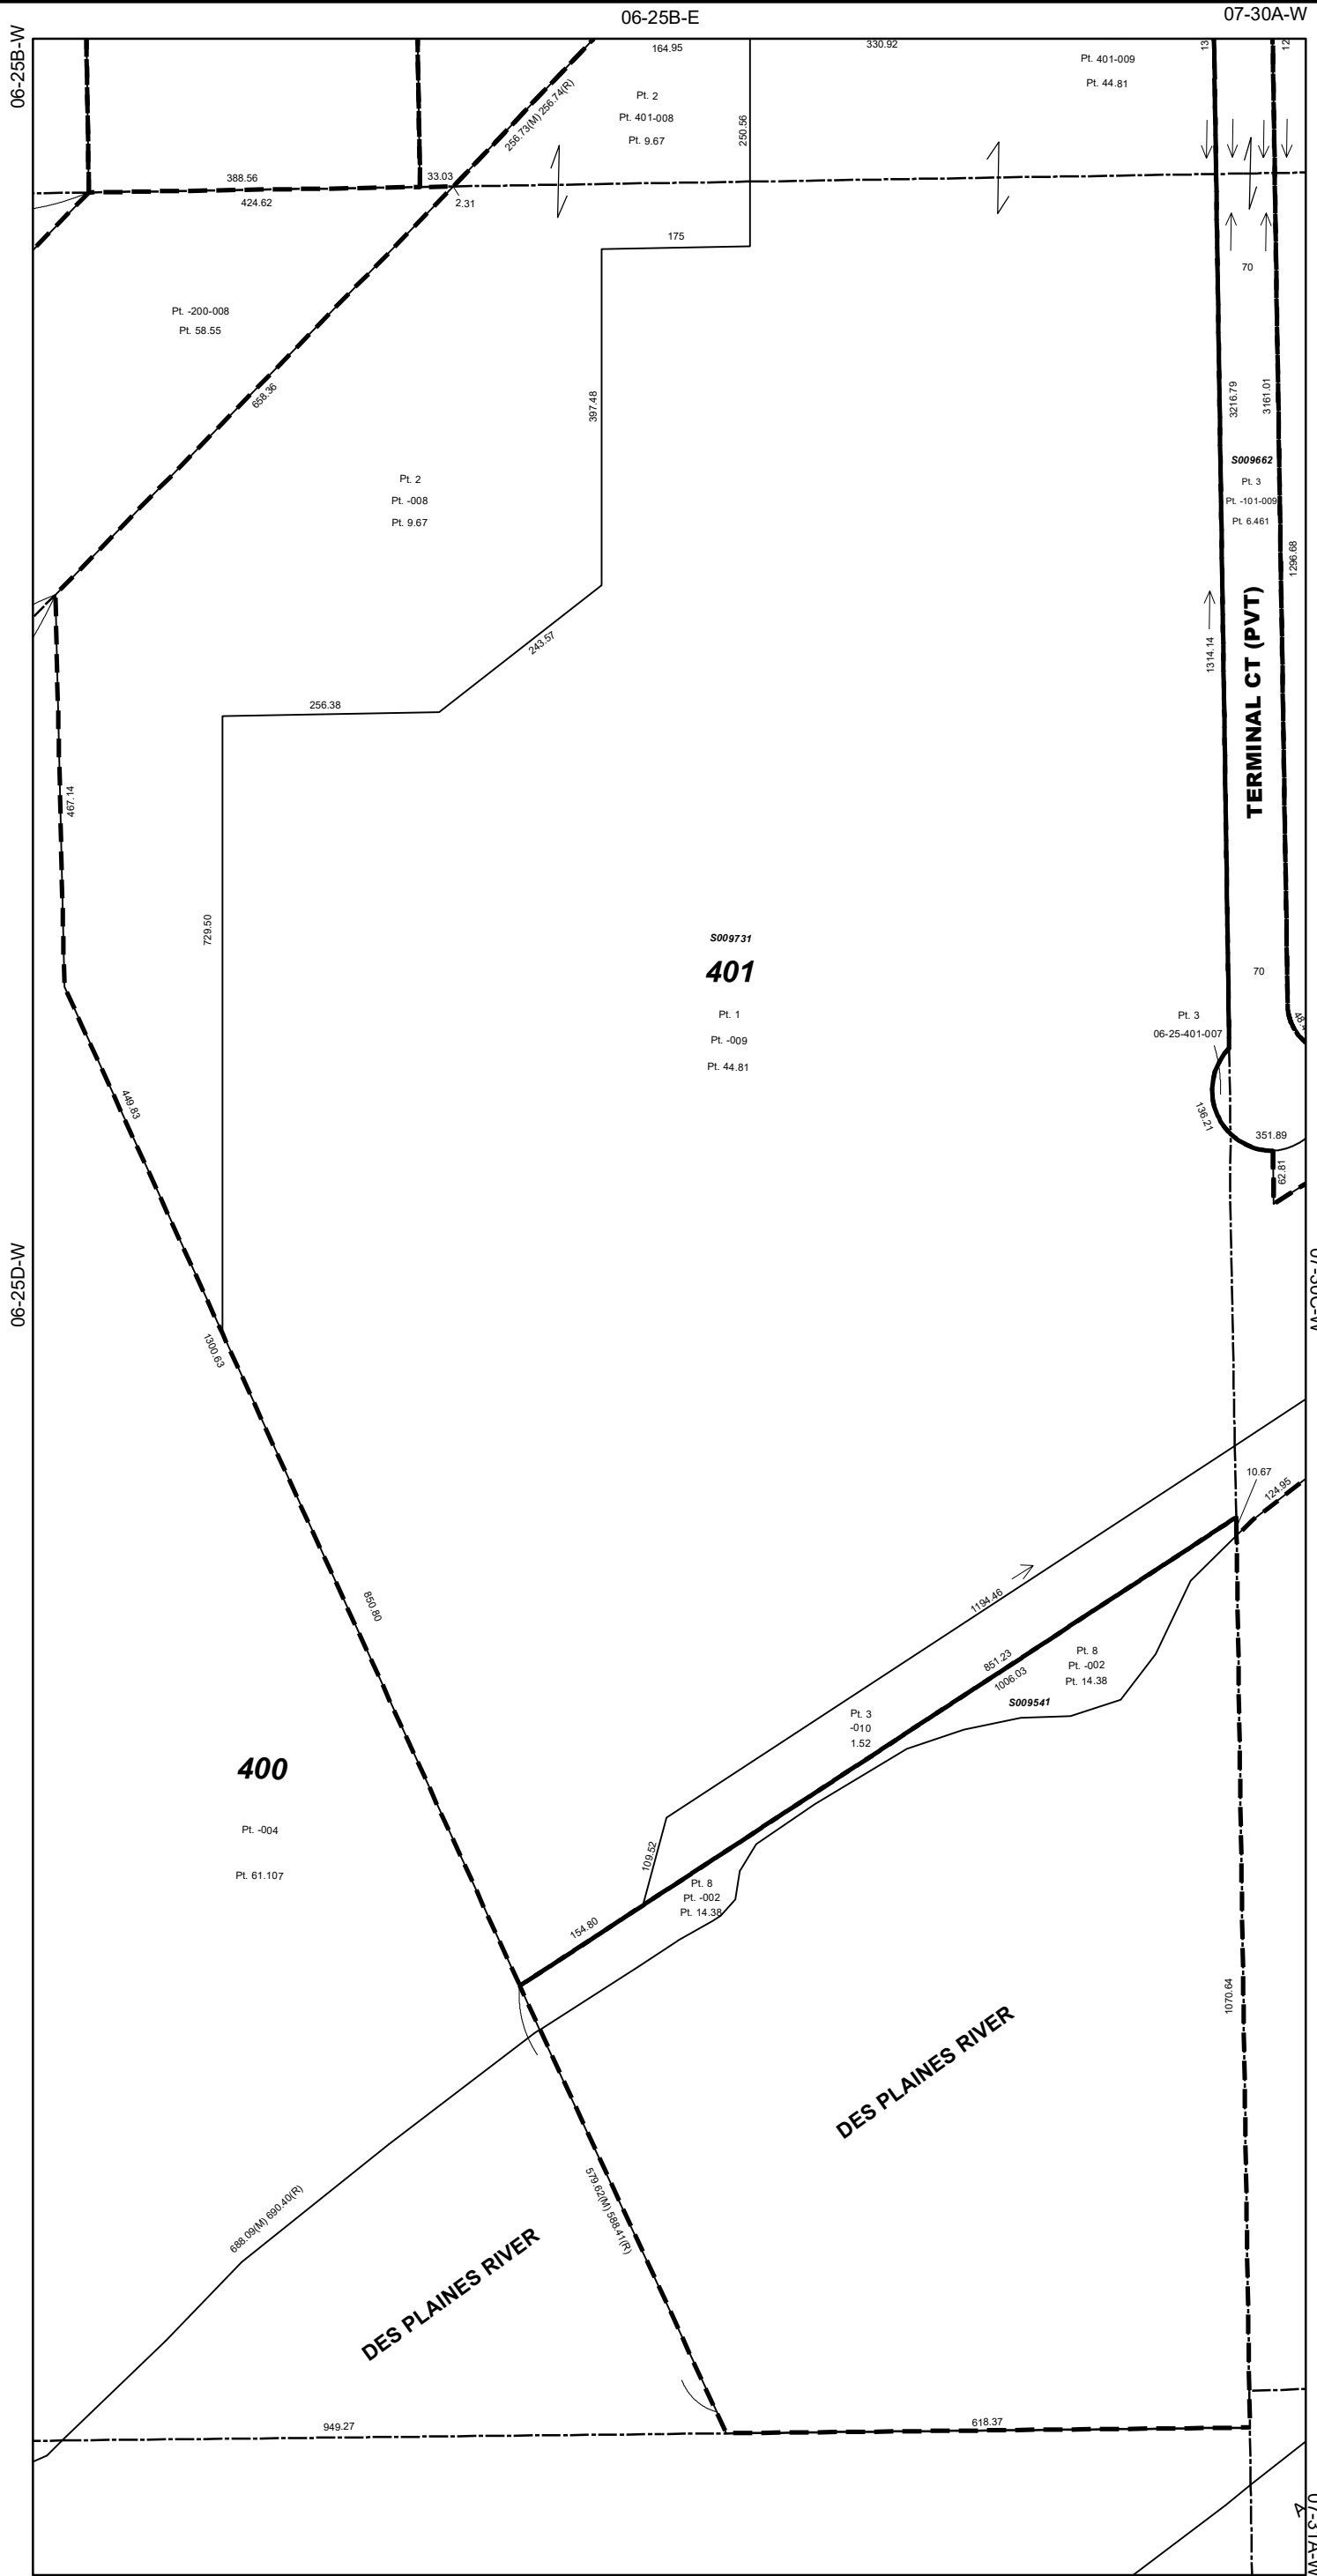 06-25B-E
07-30A-W
06-25B-W
164.95
330.92
13
12
Pt. 401-009
Pt. 44.81
256.73(M) 256.74(R)
Pt. 2
Pt. 401-008
Pt. 9.67
250.56
388.56
33.03
424.62
2.31
175
70
Pt. -200-008
Pt. 58.55
658.36
397.48
3216.79
3161.01
S009662
Pt. 3
Pt. -101-009
Pt. 6.461
Pt. 2
Pt. -008
Pt. 9.67
1296.68
243.57
1314.14
TERMINAL CT (PVT)
256.38
467.14
729.50
S009731
401
Pt. 1
Pt. -009
Pt. 44.81
70
Pt. 3
06-25-401-007
48.4
449.83
136.21
351.89
62.81
06-25D-W
07-30C-W
1300.63
10.67
124.95
850.80
1194.46
851.23
1006.03
Pt. 8
Pt. -002
Pt. 14.38
S009541
Pt. 3
-010
1.52
400
Pt. -004
Pt. 61.107
109.52
Pt. 8
Pt. -002
Pt. 14.38
154.80
1070.64
DES PLAINES RIVER
579.62(M) 588.41(R)
688.09(M) 690.40(R)
DES PLAINES RIVER
949.27
618.37
A
07-31A-W